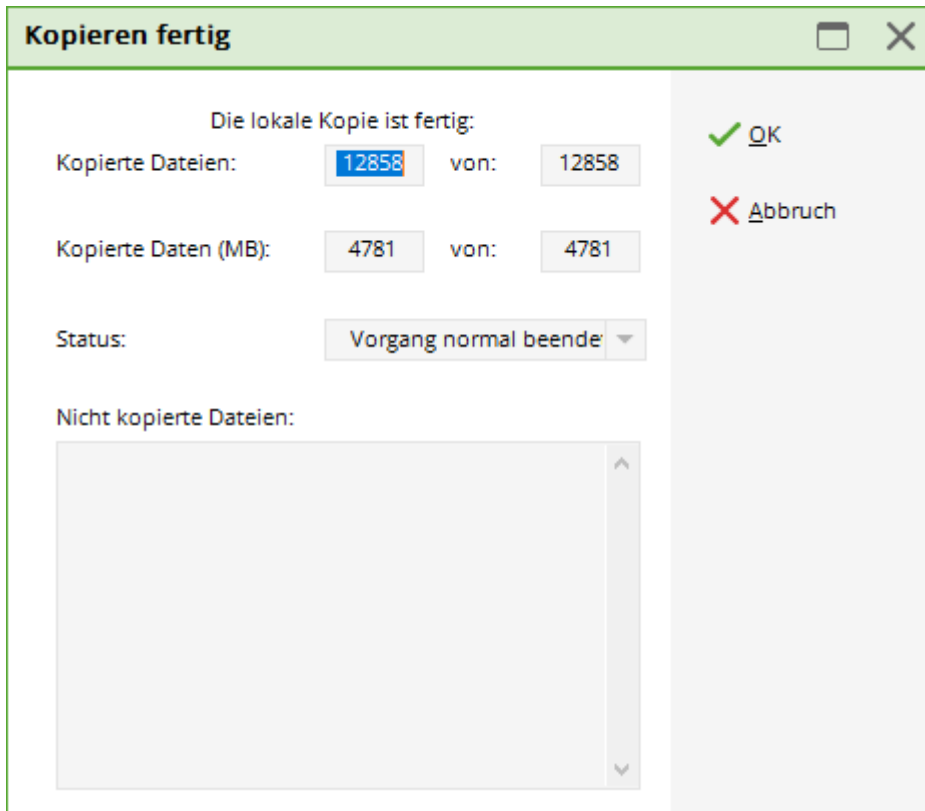 Kopieren fertig
Die lokale Kopie ist fertig:
Kopierte Dateien: 12858 von: 12858
OK
Abbruch
Kopierte Daten (MB): 4781 von: 4781
Status: Vorgang normal beende
Nicht kopierte Dateien: